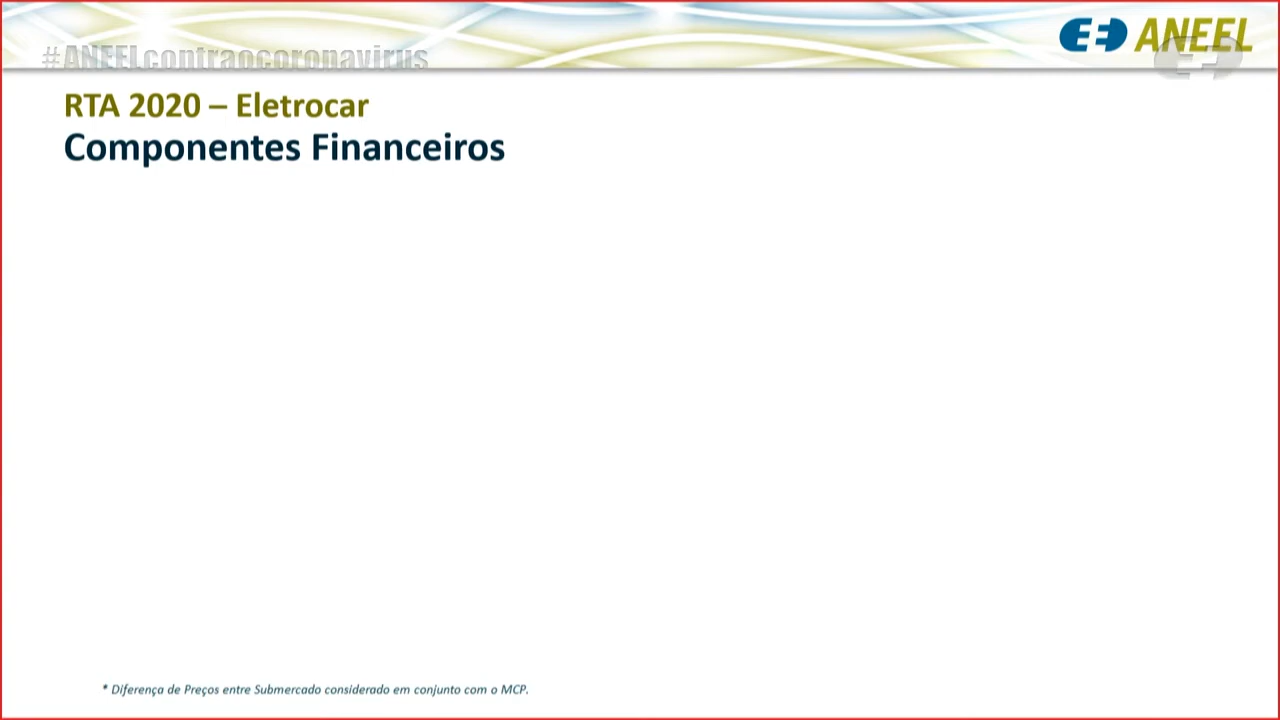 ANEEL
#ANEELcontraocoronavirus
RTA 2020 – Eletrocar
Componentes Financeiros
* Diferença de Preços entre Submercado considerado em conjunto com o MCP.